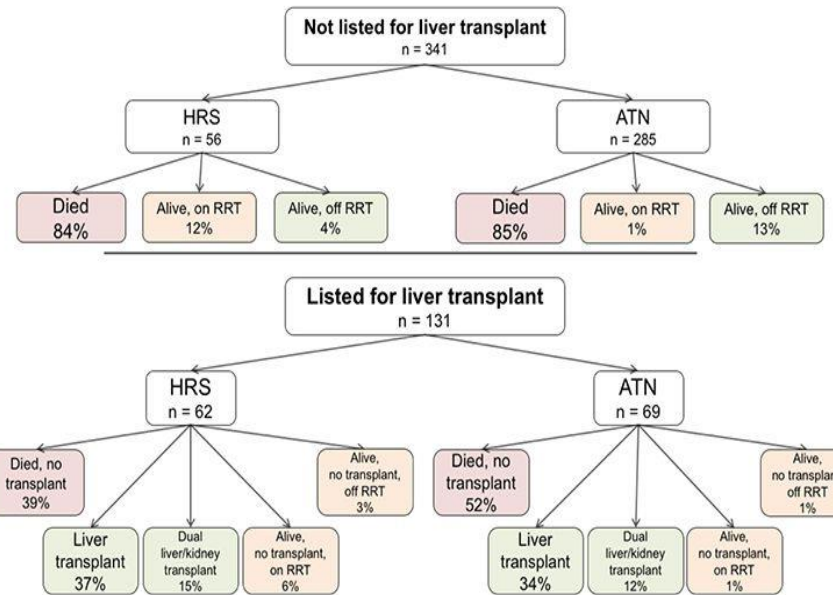 Not listed for liver transplant
n = 341
HRS
n = 56
ATN
n = 285
Died
84%
Alive, on RRT
12%
Alive, off RRT
4%
Died
85%
Alive, on RRT
1%
Alive, off RRT
13%
Listed for liver transplant
n = 131
HRS
n = 62
ATN
n = 69
Died, no
transplant
39%
Liver
transplant
37%
Dual
liver/kidney
transplant
15%
Alive,
no transplant,
on RRT
6%
Alive,
no transplant,
off RRT
3%
Died, no
transplant
52%
Liver
transplant
34%
Dual
liver/kidney
transplant
12%
Alive,
no transplant,
on RRT
1%
Alive,
no transplant
off RRT
1%